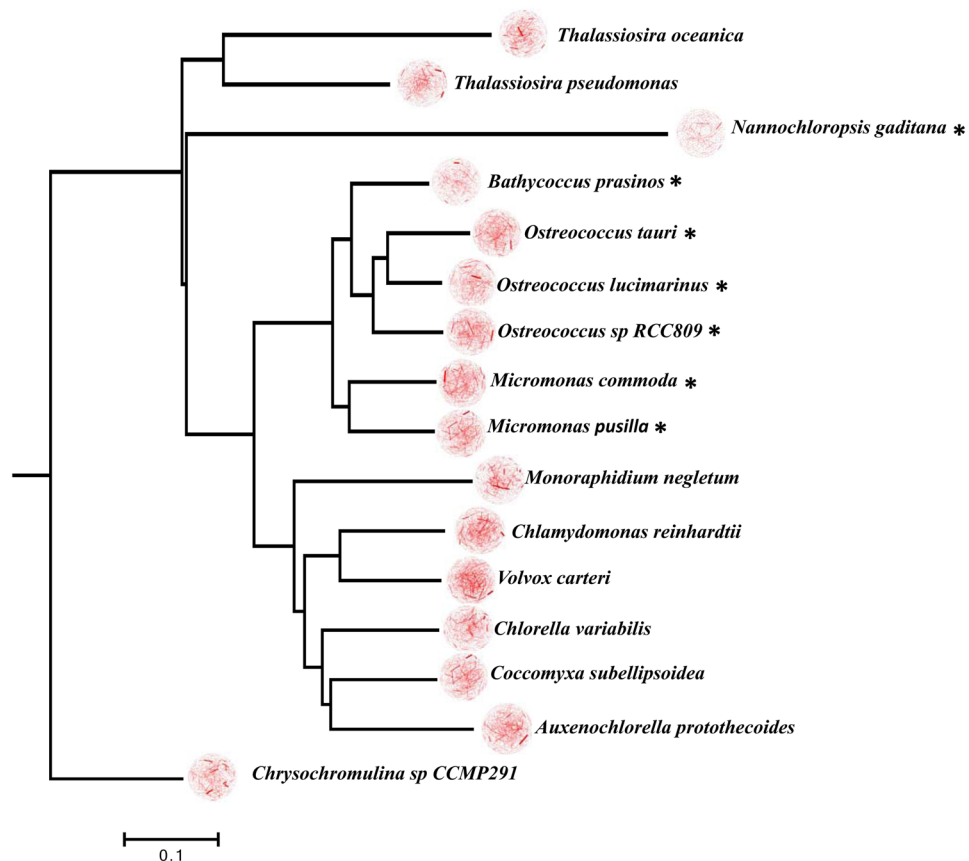 Thalassiosira oceanica
Thalassiosira pseudomonas
Nannochloropsis gaditana *
Bathycoccus prasinos *
Ostreococcus tauri *
Ostreococcus lucimarinus *
Ostreococcus sp RCC809 *
Micromonas commoda *
Micromonas pusilla *
Monoraphidium negletum
Chlamydomonas reinhardtii
Volvox carteri
Chlorella variabilis
Coccomyxa subellipsoidea
Auxenochlorella protothecoides
Chrysochromulina sp CCMP291
0.1